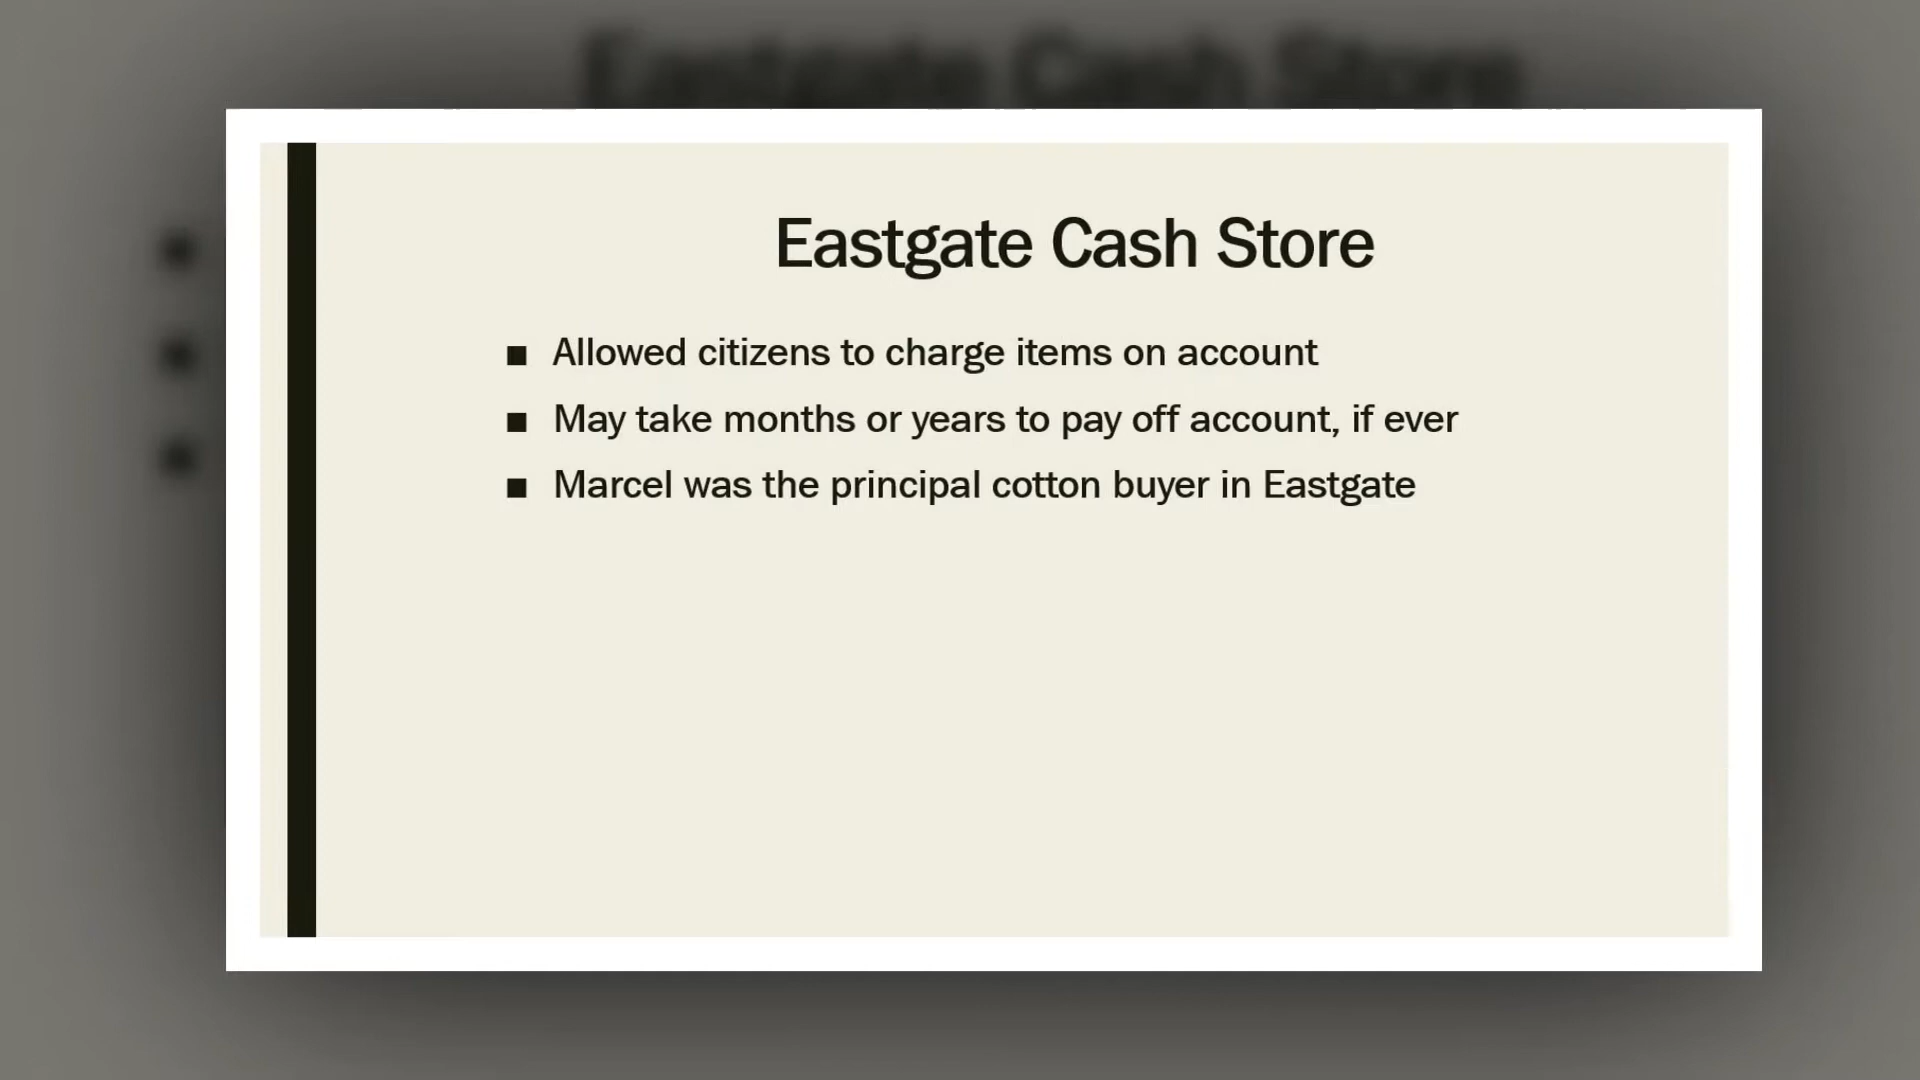 Eastgate Cash Store
■ Allowed citizens to charge items on account
■ May take months or years to pay off account, if ever
■ Marcel was the principal cotton buyer in Eastgate